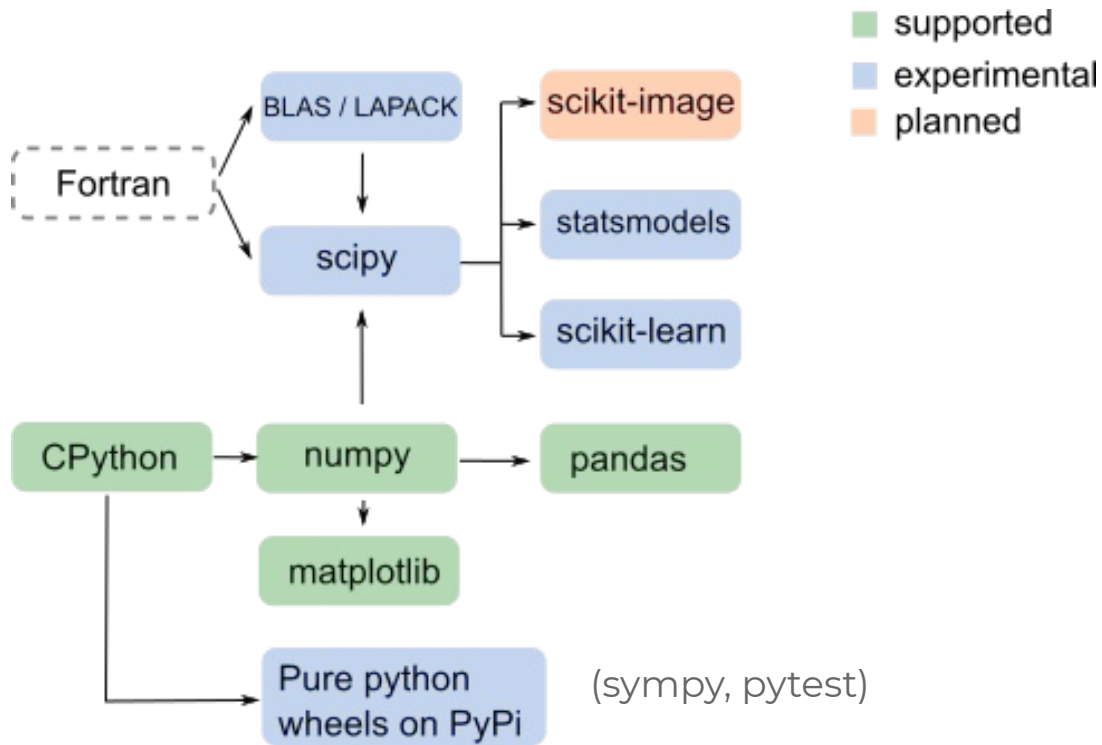 supported
experimental
planned
BLAS / LAPACK
scikit-image
Fortran
statsmodels
scipy
scikit-learn
CPython
numpy
pandas
matplotlib
Pure python
wheels on PyPi
(sympy, pytest)